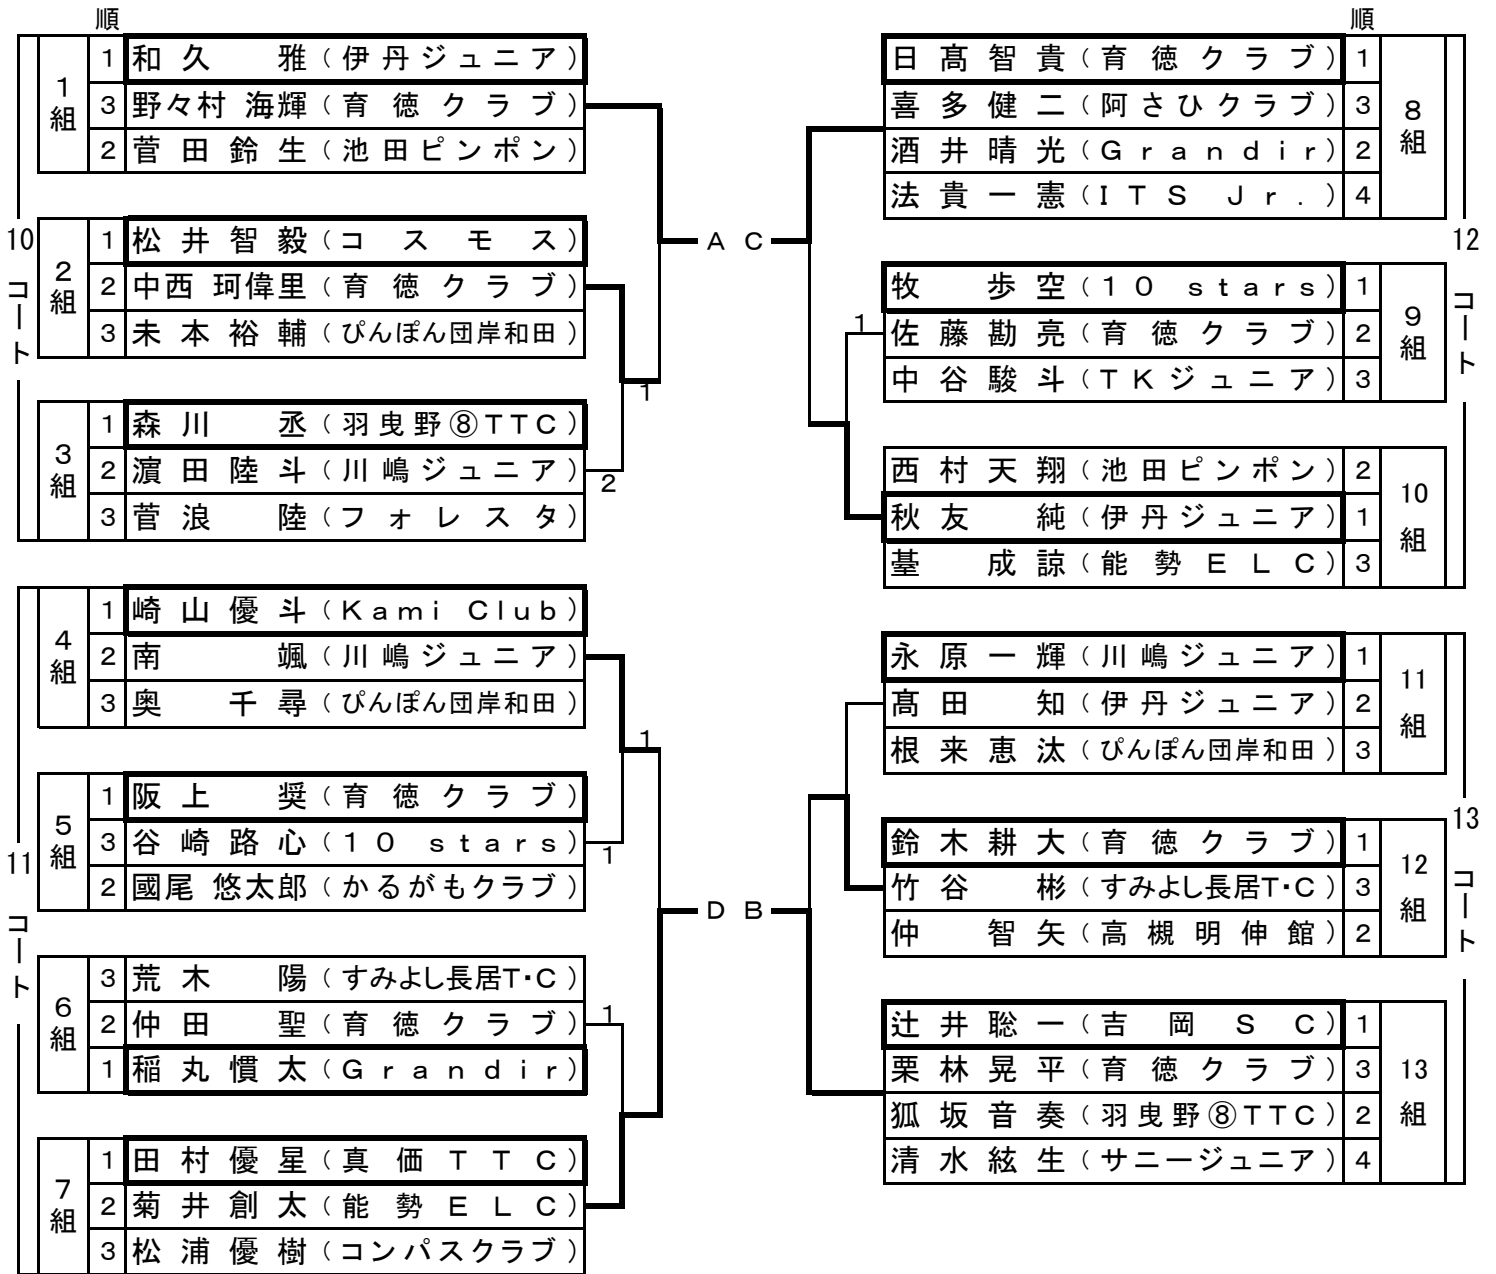 順
1組
1 和久 雅（伊丹ジュニア）
3 野々村 海輝（育徳クラブ）
2 菅田鈴生（池田ピンポン）
2組
1 松井智毅（コスモス）
2 中西 珂偉里（育徳クラブ）
3 未本裕輔（ぴんぽん団岸和田）
3組
1 森川 丞（羽曳野⑧TTC）
2 濵田陸斗（川嶋ジュニア）
3 菅浪 陸（フォレスタ）
10コート
1
2
A
4組
1 崎山優斗（Kami Club）
2 南 颯（川嶋ジュニア）
3 奥 千尋（ぴんぽん団岸和田）
5組
1 阪上 奨（育徳クラブ）
3 谷崎路心（10 stars）
2 國尾 悠太郎（かるがもクラブ）
6組
3 荒木 陽（すみよし長居T・C）
2 仲田 聖（育徳クラブ）
1 稲丸慣太（Grandir）
7組
1 田村優星（真価TTC）
2 菊井創太（能勢ELC）
3 松浦優樹（コンパスクラブ）
11コート
1
1
1
D
順
8組
日髙智貴（育徳クラブ） 1
喜多健二（阿さひクラブ） 3
酒井晴光（Grandir） 2
法貴一憲（ITS Jr.） 4
9組
牧 歩空（10 stars） 1
佐藤勘亮（育徳クラブ） 2
中谷駿斗（TKジュニア） 3
10組
西村天翔（池田ピンポン） 2
秋友 純（伊丹ジュニア） 1
基 成諒（能勢ELC） 3
12コート
1
C
11組
永原一輝（川嶋ジュニア） 1
髙田 知（伊丹ジュニア） 2
根来恵汰（ぴんぽん団岸和田） 3
12組
鈴木耕大（育徳クラブ） 1
竹谷 彬（すみよし長居T・C） 3
仲 智矢（高槻明伸館） 2
13組
辻井聡一（吉岡SC） 1
栗林晃平（育徳クラブ） 3
狐坂音奏（羽曳野⑧TTC） 2
清水絃生（サニージュニア） 4
13コート
B